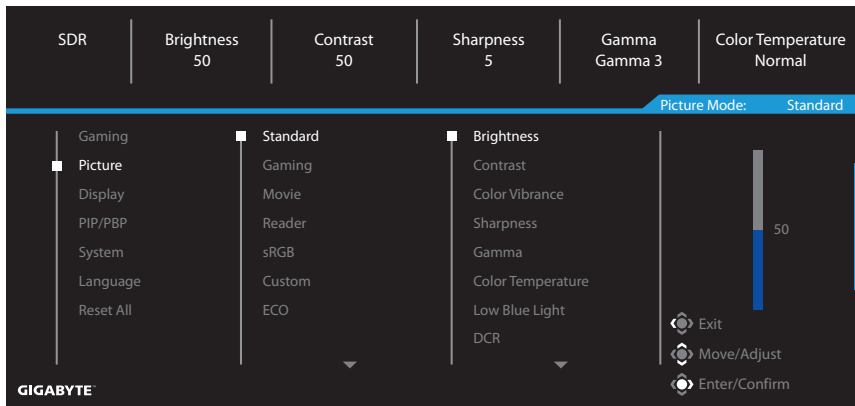 SDR
Brightness
50
Contrast
50
Sharpness
5
Gamma
Gamma 3
Color Temperature
Normal
Picture Mode: Standard
Gaming
Picture
Display
PIP/PBP
System
Language
Reset All
Standard
Gaming
Movie
Reader
sRGB
Custom
ECO
Brightness
Contrast
Color Vibrance
Sharpness
Gamma
Color Temperature
Low Blue Light
DCR
50
Exit
Move/Adjust
Enter/Confirm
GIGABYTE™